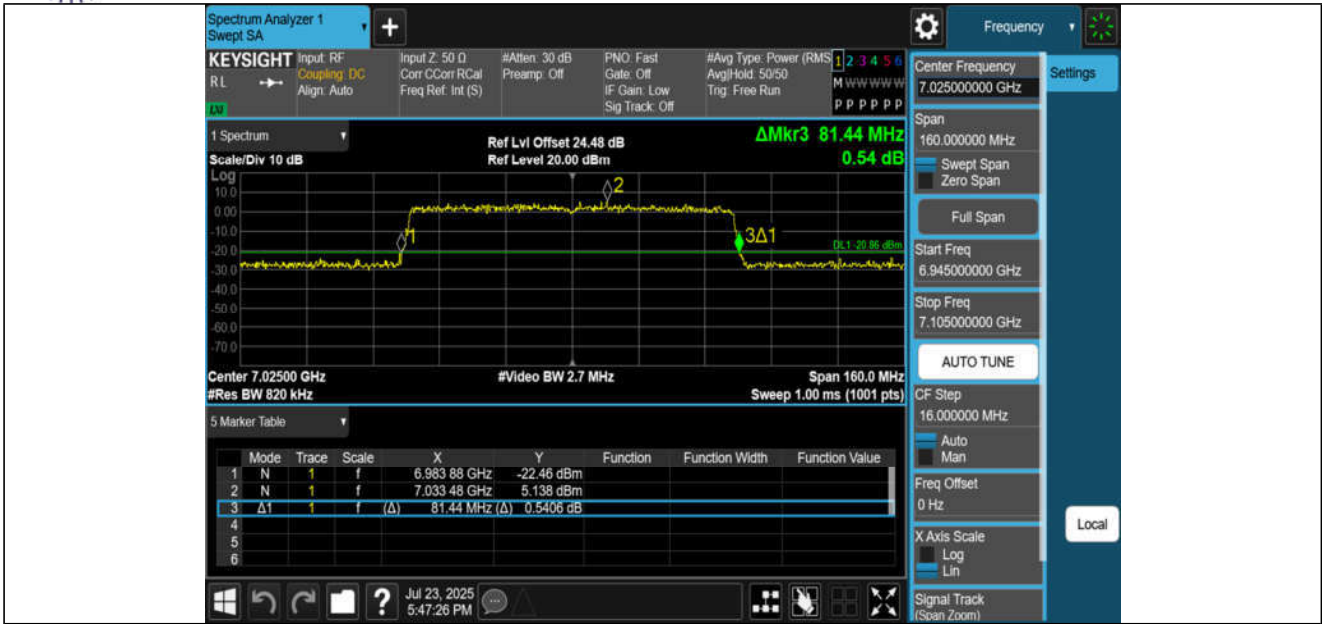 Spectrum Analyzer 1
Swept SA
+
Frequency
KEYSIGHT
RL
LXI
Input: RF
Coupling: DC
Align: Auto
Input Z: 50 Ω
Corr CCorr RCal
Freq Ref: Int (S)
#Atten: 30 dB
Preamp: Off
PNO: Fast
Gate: Off
IF Gain: Low
Sig Track: Off
#Avg Type: Power (RMS
Avg|Hold: 50/50
Trig: Free Run
1 2 3 4 5 6
M W W W W W
P P P P P P
1 Spectrum
Scale/Div 10 dB
Log
Ref Lvl Offset 24.48 dB
Ref Level 20.00 dBm
ΔMkr3 81.44 MHz
0.54 dB
10.0
0.00
-10.0
-20.0
-30.0
-40.0
-50.0
-60.0
-70.0
1
2
3Δ1
DL1 -20.86 dBm
Center 7.02500 GHz
#Res BW 820 kHz
#Video BW 2.7 MHz
Span 160.0 MHz
Sweep 1.00 ms (1001 pts)
5 Marker Table
Mode Trace Scale X Y Function Function Width Function Value
1 N 1 f 6.983 88 GHz -22.46 dBm
2 N 1 f 7.033 48 GHz 5.138 dBm
3 Δ1 1 f (Δ) 81.44 MHz (Δ) 0.5406 dB
4
5
6
?
Jul 23, 2025
5:47:26 PM
Center Frequency
7.025000000 GHz
Span
160.000000 MHz
Swept Span
Zero Span
Full Span
Start Freq
6.945000000 GHz
Stop Freq
7.105000000 GHz
AUTO TUNE
CF Step
16.000000 MHz
Auto
Man
Freq Offset
0 Hz
X Axis Scale
Log
Lin
Signal Track
(Span Zoom)
Settings
Local